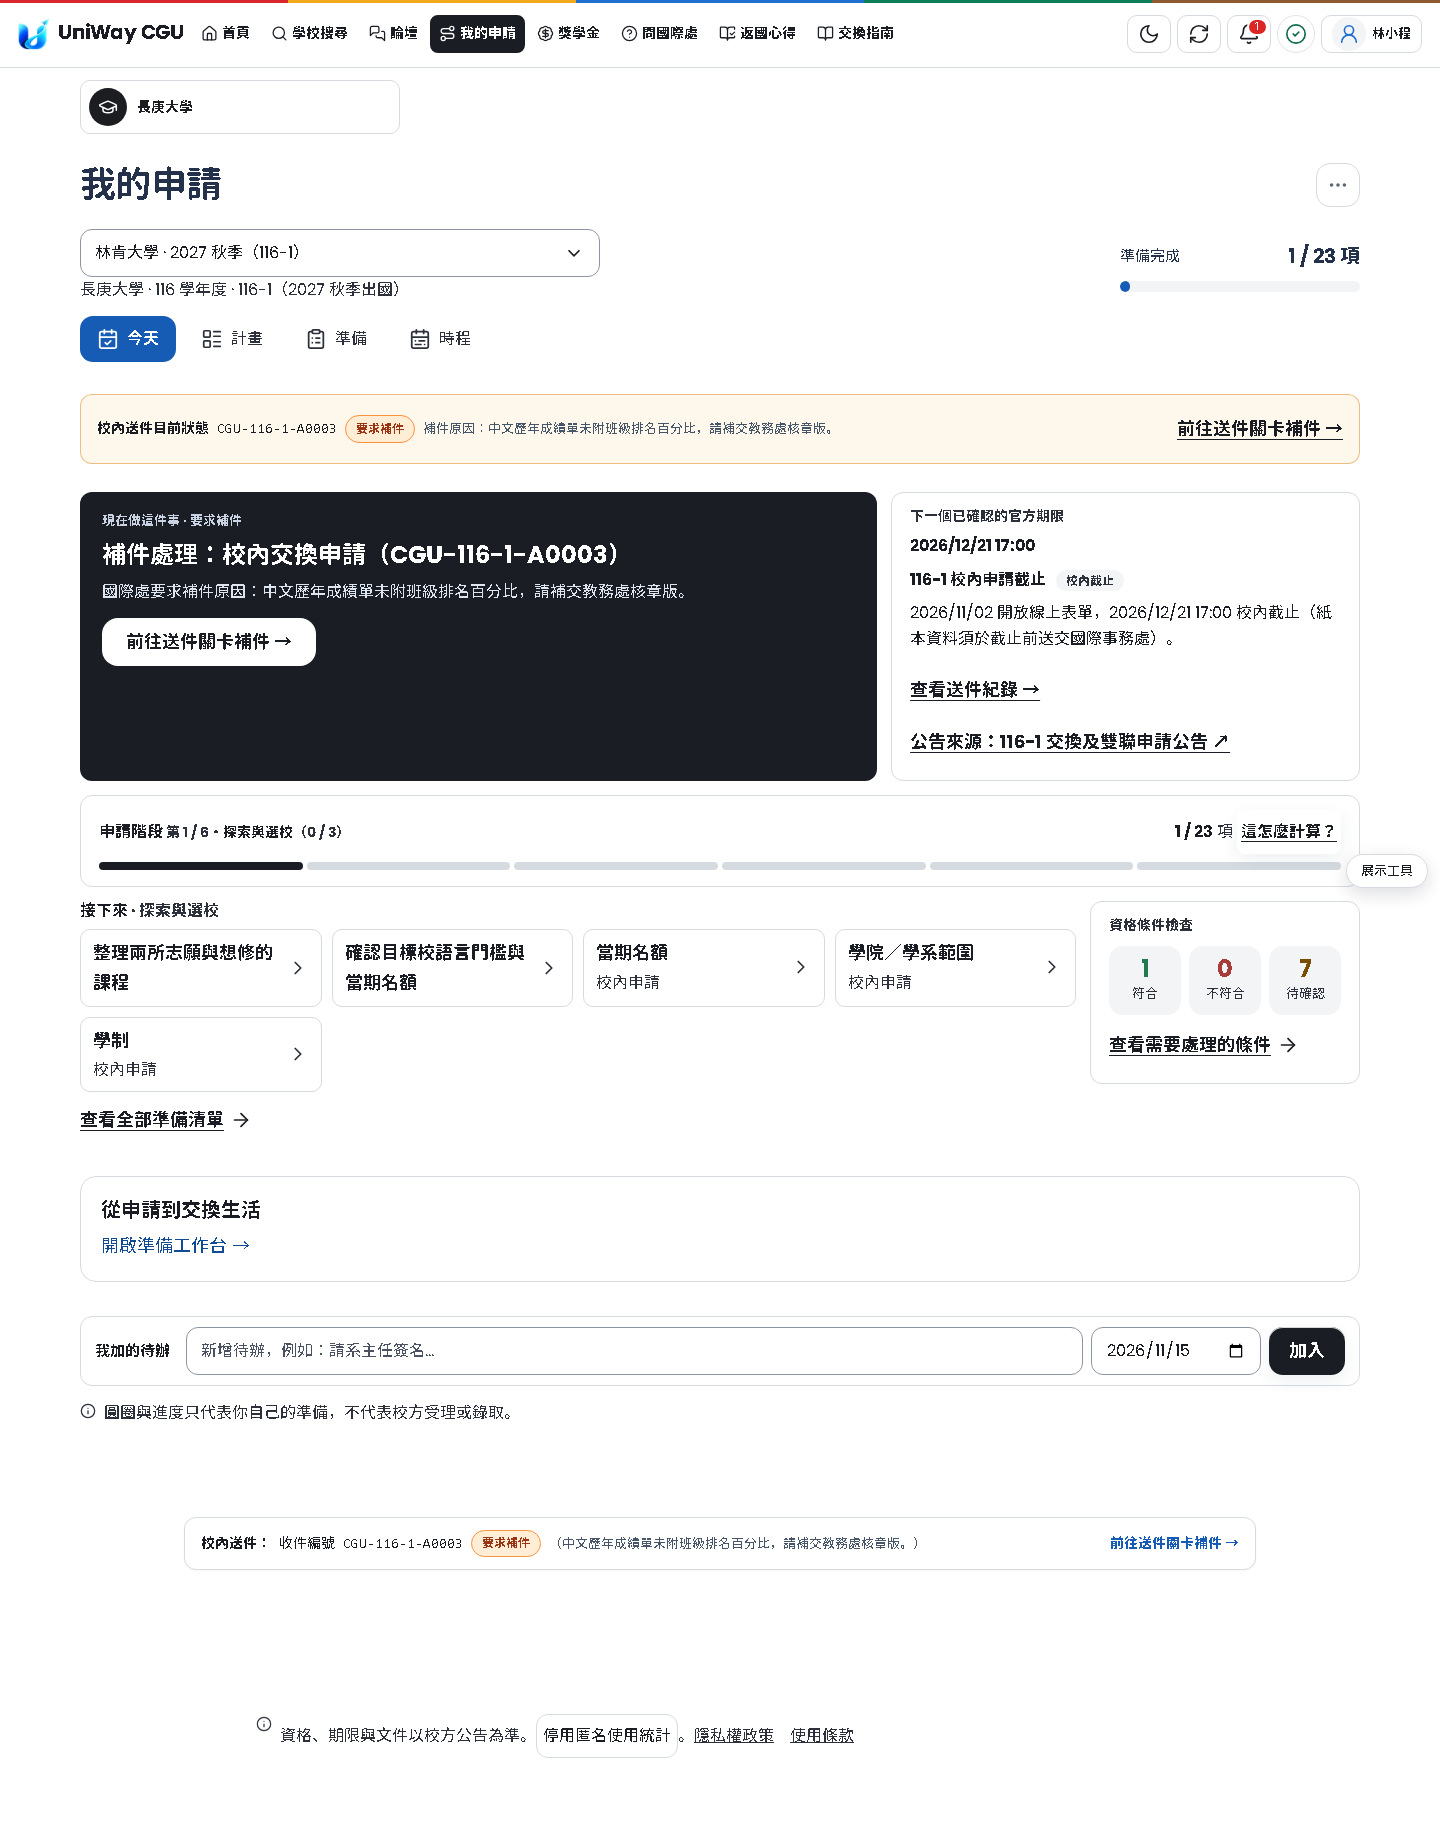 UniWay CGU 首頁 學校搜尋 論壇 我的申請 獎學金 問國際處 返國心得 交換指南 1 林小程
長庚大學
我的申請
林肯大學 · 2027 秋季（116-1）
準備完成 1 / 23 項
長庚大學 · 116 學年度 · 116-1（2027 秋季出國）
今天 計畫 準備 時程
校內送件目前狀態 CGU-116-1-A0003 要求補件 補件原因：中文歷年成績單未附班級排名百分比，請補交教務處核章版。 前往送件關卡補件 →
現在做這件事 · 要求補件
補件處理：校內交換申請（CGU-116-1-A0003）
國際處要求補件原因：中文歷年成績單未附班級排名百分比，請補交教務處核章版。
前往送件關卡補件 →
下一個已確認的官方期限
2026/12/21 17:00
116-1 校內申請截止 校內截止
2026/11/02 開放線上表單，2026/12/21 17:00 校內截止（紙
本資料須於截止前送交國際事務處）。
查看送件紀錄 →
公告來源：116-1 交換及雙聯申請公告 ↗
申請階段 第 1 / 6 · 探索與選校（0 / 3） 1 / 23 項 這怎麼計算？
展示工具
接下來 · 探索與選校
整理兩所志願與想修的
課程
確認目標校語言門檻與
當期名額
當期名額
校內申請
學院／學系範圍
校內申請
學制
校內申請
查看全部準備清單 →
資格條件檢查
1 0 7
符合 不符合 待確認
查看需要處理的條件 →
從申請到交換生活
開啟準備工作台 →
我加的待辦 新增待辦，例如：請系主任簽名... 2026/11/15 加入
圓圈與進度只代表你自己的準備，不代表校方受理或錄取。
校內送件： 收件編號 CGU-116-1-A0003 要求補件 （中文歷年成績單未附班級排名百分比，請補交教務處核章版。） 前往送件關卡補件 →
資格、期限與文件以校方公告為準。 停用匿名使用統計 。隱私權政策 使用條款